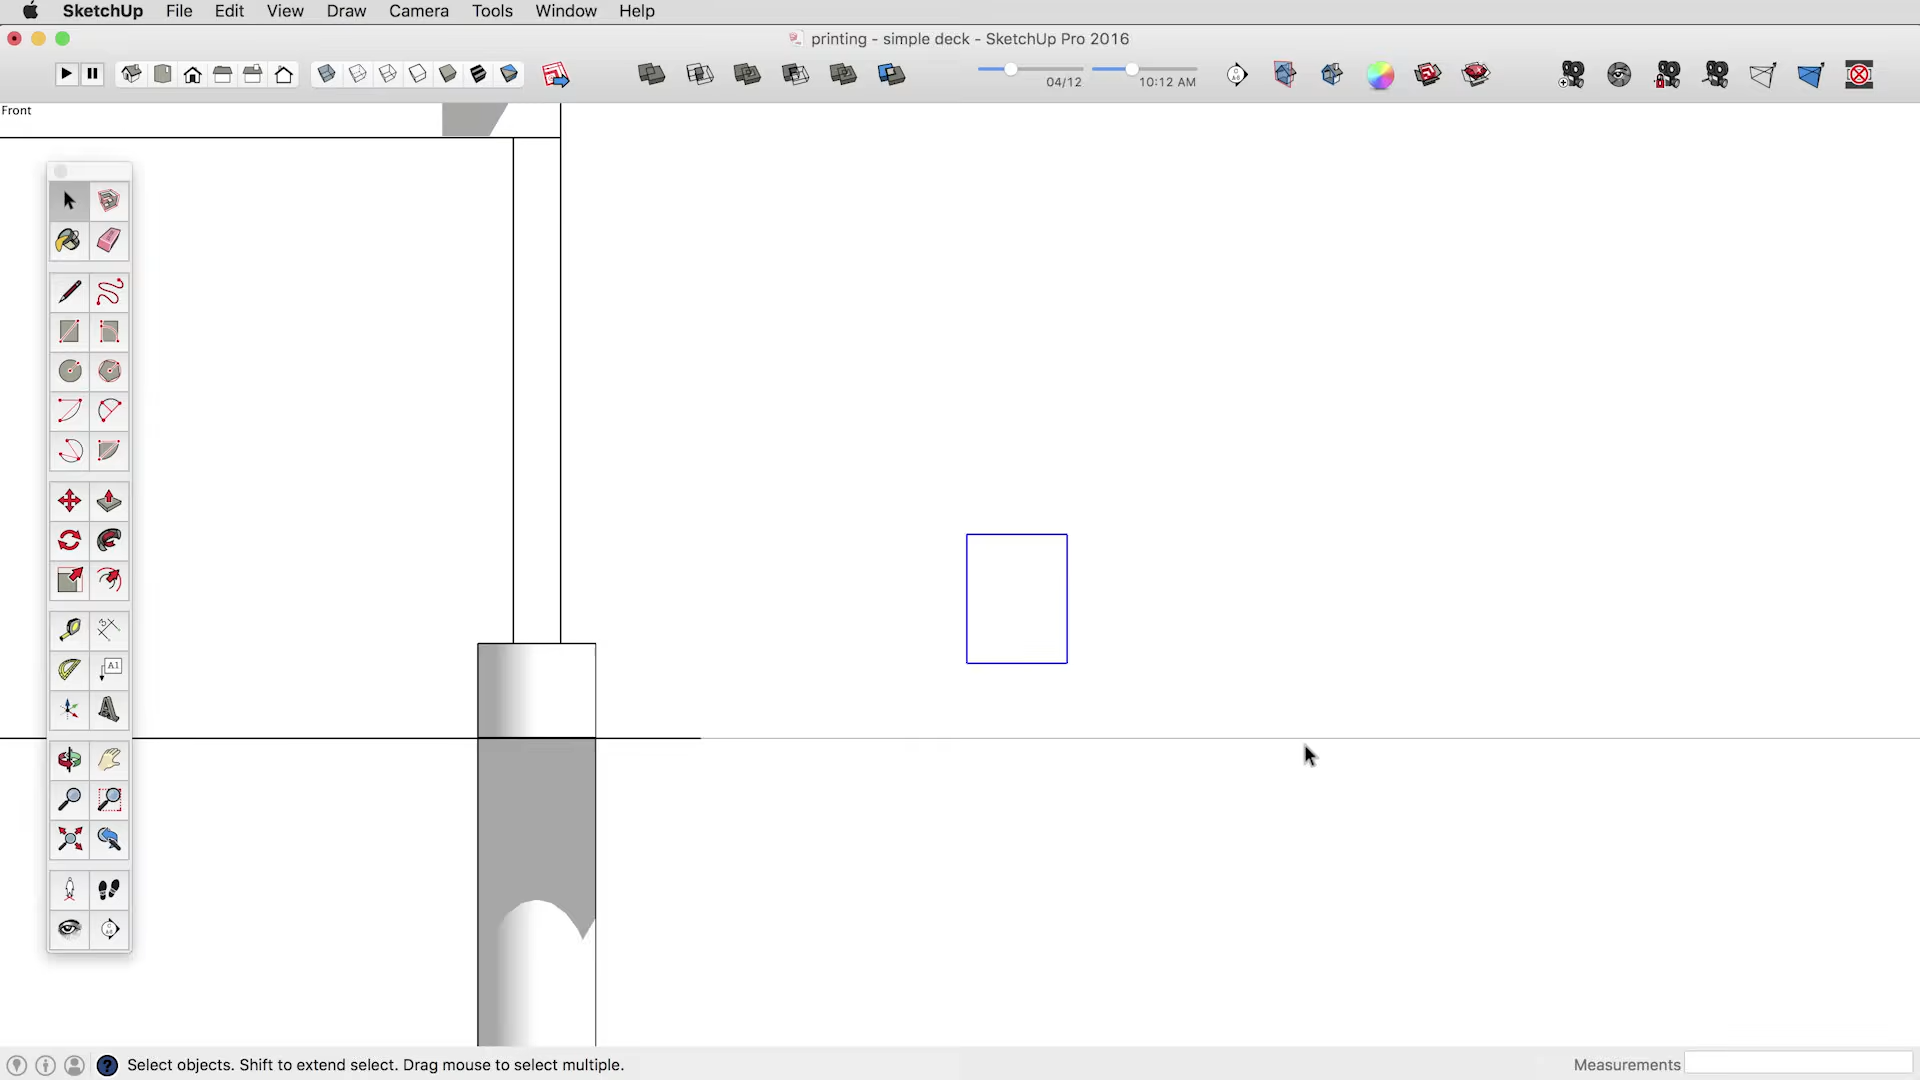 SketchUp File Edit View Draw Camera Tools Window Help
printing - simple deck - SketchUp Pro 2016
04/12 10:12 AM
Front
A1
Select objects. Shift to extend select. Drag mouse to select multiple.
Measurements